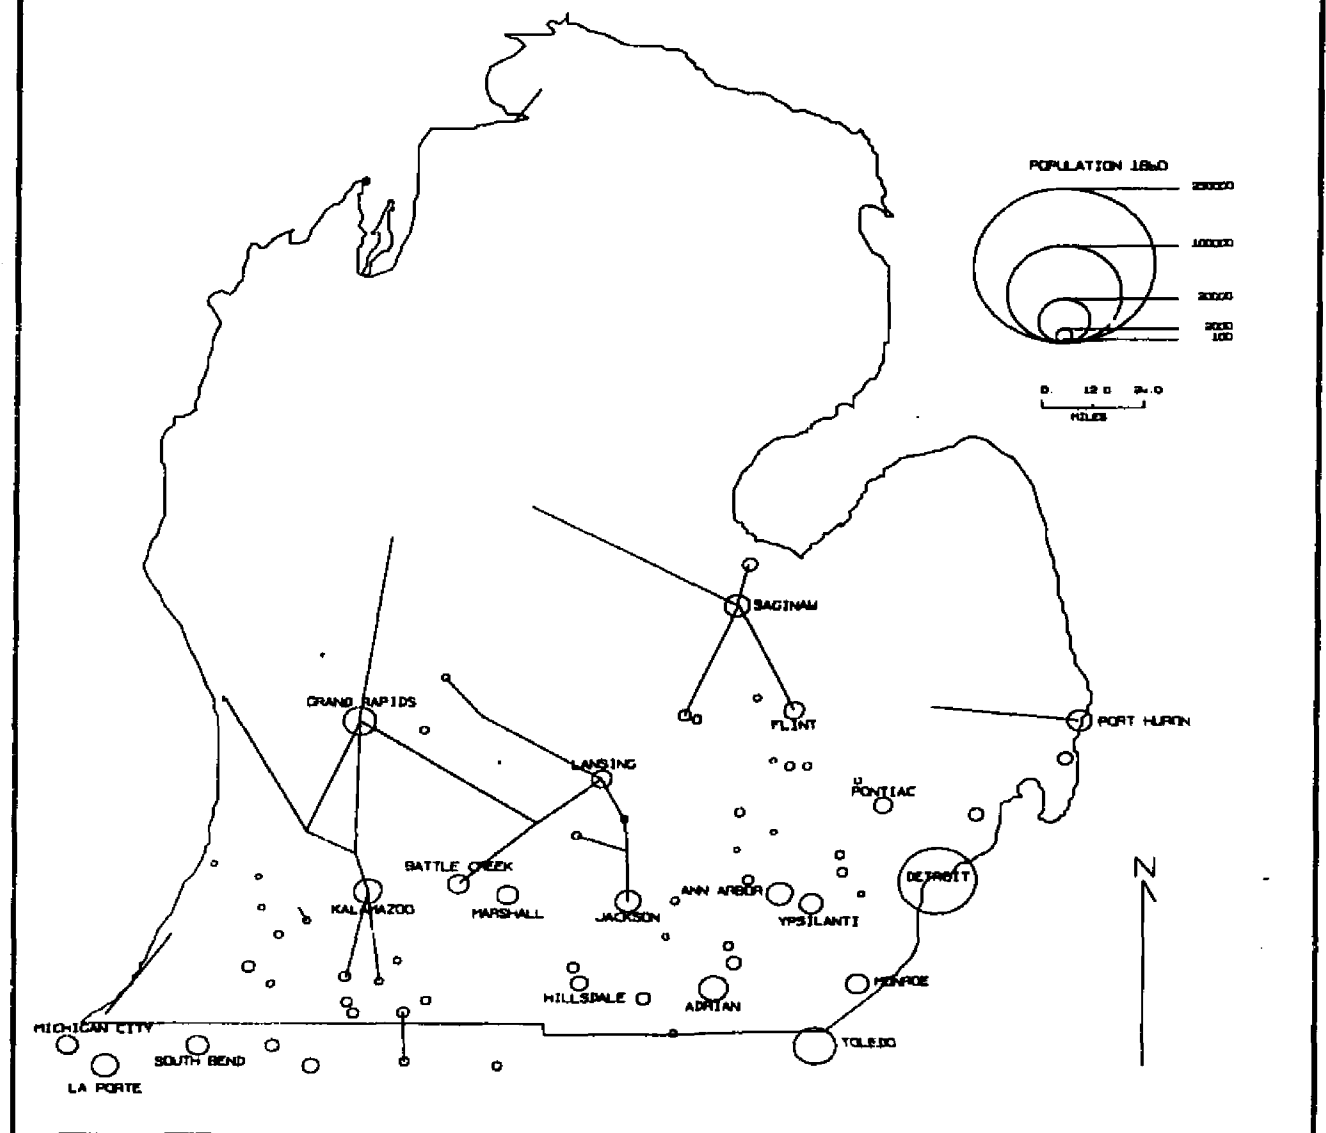 POPULATION 1860
250000
100000
20000
2000
100
0. 12.0 24.0
MILES
SAGINAW
GRAND RAPIDS
FLINT
PORT HURON
LANSING
PONTIAC
BATTLE CREEK
DETROIT
ANN ARBOR
KALAMAZOO
MARSHALL
JACKSON
YPSILANTI
N
HILLSDALE
ADRIAN
MONROE
MICHIGAN CITY
SOUTH BEND
TOLEDO
LA PORTE